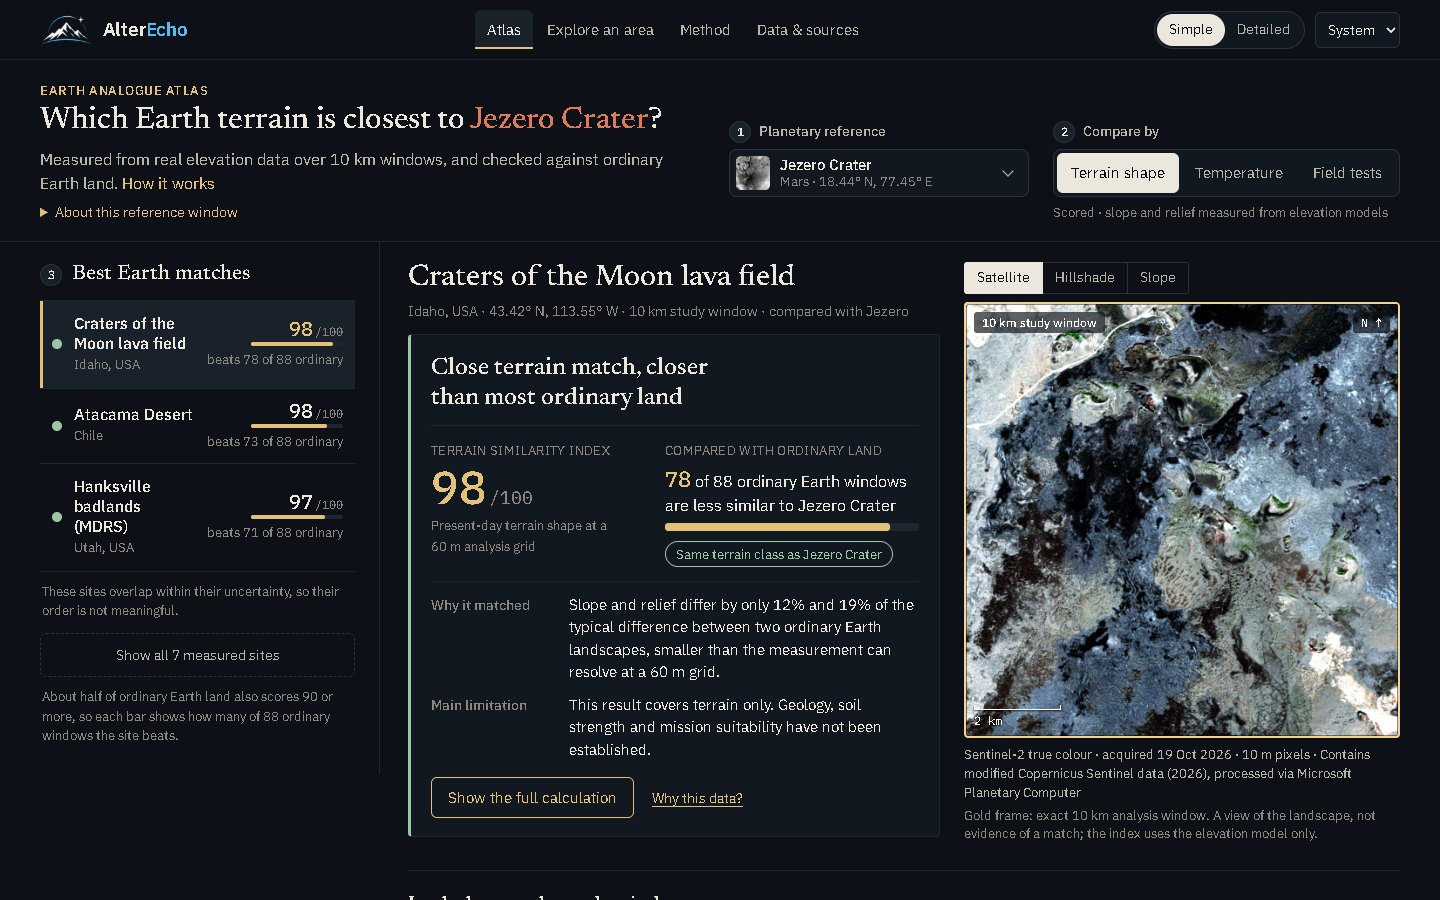 AlterEcho
Atlas
Explore an area
Method
Data & sources
Simple
Detailed
System
EARTH ANALOGUE ATLAS
Which Earth terrain is closest to Jezero Crater?
Measured from real elevation data over 10 km windows, and checked against ordinary
Earth land. How it works
About this reference window
1 Planetary reference
Jezero Crater
Mars · 18.44° N, 77.45° E
2 Compare by
Terrain shape
Temperature
Field tests
Scored · slope and relief measured from elevation models
3 Best Earth matches
Craters of the
Moon lava field
Idaho, USA
98 /100
beats 78 of 88 ordinary
Atacama Desert
Chile
98 /100
beats 73 of 88 ordinary
Hanksville
badlands
(MDRS)
Utah, USA
97 /100
beats 71 of 88 ordinary
These sites overlap within their uncertainty, so their
order is not meaningful.
Show all 7 measured sites
About half of ordinary Earth land also scores 90 or
more, so each bar shows how many of 88 ordinary
windows the site beats.
Craters of the Moon lava field
Idaho, USA · 43.42° N, 113.55° W · 10 km study window · compared with Jezero
Close terrain match, closer
than most ordinary land
TERRAIN SIMILARITY INDEX
98 /100
Present-day terrain shape at a
60 m analysis grid
COMPARED WITH ORDINARY LAND
78 of 88 ordinary Earth windows
are less similar to Jezero Crater
Same terrain class as Jezero Crater
Why it matched
Slope and relief differ by only 12% and 19% of the
typical difference between two ordinary Earth
landscapes, smaller than the measurement can
resolve at a 60 m grid.
Main limitation
This result covers terrain only. Geology, soil
strength and mission suitability have not been
established.
Show the full calculation
Why this data?
Satellite
Hillshade
Slope
10 km study window
N ↑
2 km
Sentinel-2 true colour · acquired 19 Oct 2026 · 10 m pixels · Contains
modified Copernicus Sentinel data (2026), processed via Microsoft
Planetary Computer
Gold frame: exact 10 km analysis window. A view of the landscape, not
evidence of a match; the index uses the elevation model only.